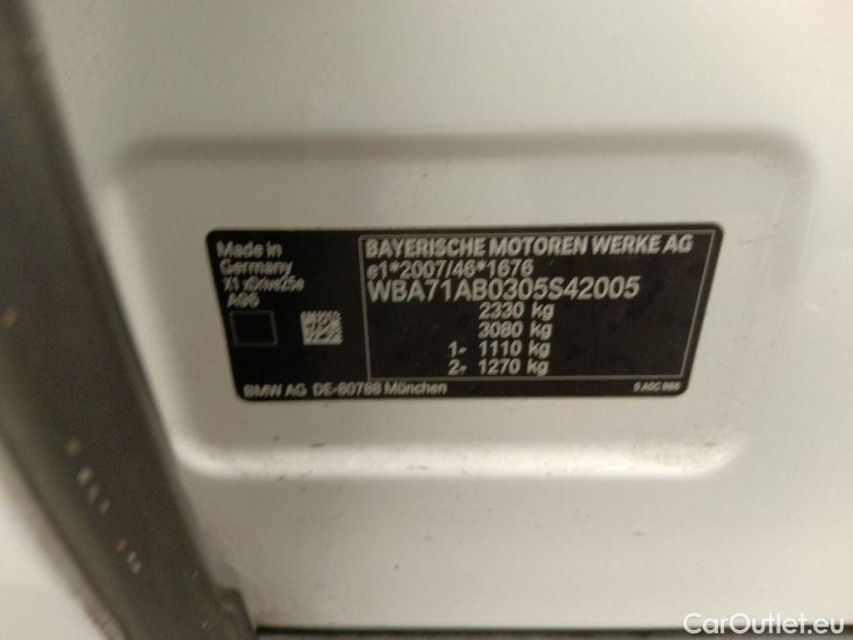 Made in
Germany
X1 xDrive25e
A96
BAYERISCHE MOTOREN WERKE AG
e1*2007/46*1676
WBA71AB0305S42005
2330 kg
3080 kg
1- 1110 kg
2- 1270 kg
BMW AG DE-80788 München
CarOutlet.eu